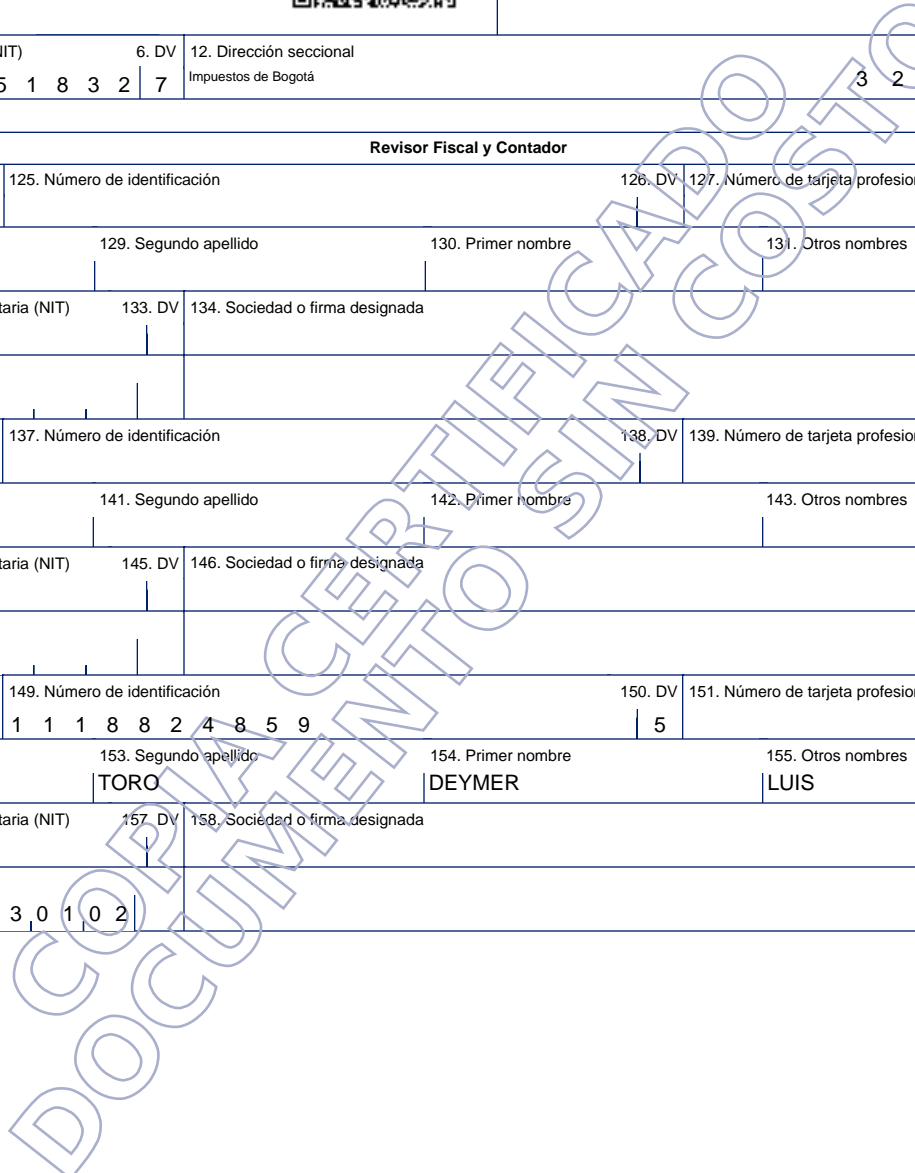 IT) 6. DV 12. Dirección seccional
5 1 8 3 2 7 Impuestos de Bogotá 3 2
Revisor Fiscal y Contador
125. Número de identificación 126. DV 127. Número de tarjeta profesion
129. Segundo apellido 130. Primer nombre 131. Otros nombres
taria (NIT) 133. DV 134. Sociedad o firma designada
137. Número de identificación 138. DV 139. Número de tarjeta profesion
141. Segundo apellido 142. Primer nombre 143. Otros nombres
taria (NIT) 145. DV 146. Sociedad o firma designada
149. Número de identificación 150. DV 151. Número de tarjeta profesion
1 1 1 8 8 2 4 8 5 9 5
153. Segundo apellido 154. Primer nombre 155. Otros nombres
TORO DEYMER LUIS
taria (NIT) 157. DV 158. Sociedad o firma designada
3 0 1 0 2
COPIA CERTIFICADO
DOCUMENTO SIN COSTO